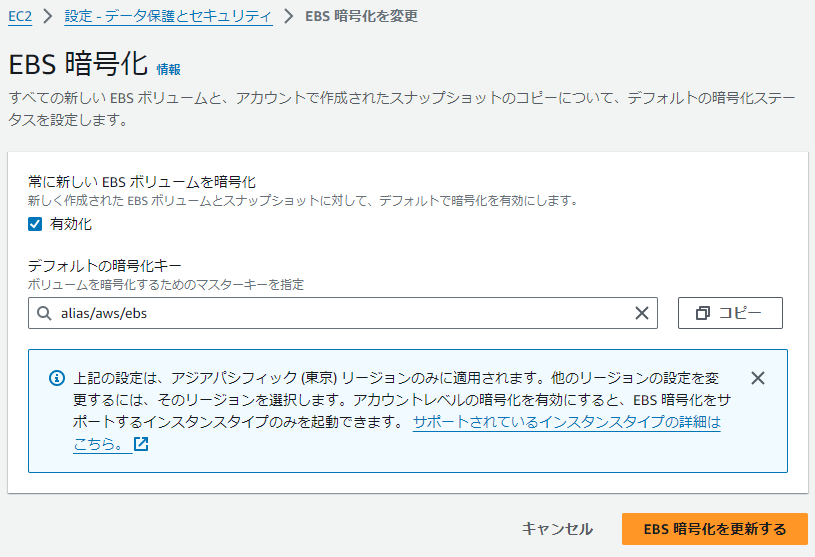 EC2 > 設定 - データ保護とセキュリティ > EBS 暗号化を変更
EBS 暗号化 情報
すべての新しい EBS ボリュームと、アカウントで作成されたスナップショットのコピーについて、デフォルトの暗号化ステー
タスを設定します。
常に新しい EBS ボリュームを暗号化
新しく作成された EBS ボリュームとスナップショットに対して、デフォルトで暗号化を有効にします。
有効化
デフォルトの暗号化キー
ボリュームを暗号化するためのマスターキーを指定
alias/aws/ebs
コピー
上記の設定は、アジアパシフィック (東京) リージョンのみに適用されます。他のリージョンの設定を変
更するには、そのリージョンを選択します。アカウントレベルの暗号化を有効にすると、EBS 暗号化をサ
ポートするインスタンスタイプのみを起動できます。 サポートされているインスタンスタイプの詳細は
こちら。
キャンセル
EBS 暗号化を更新する